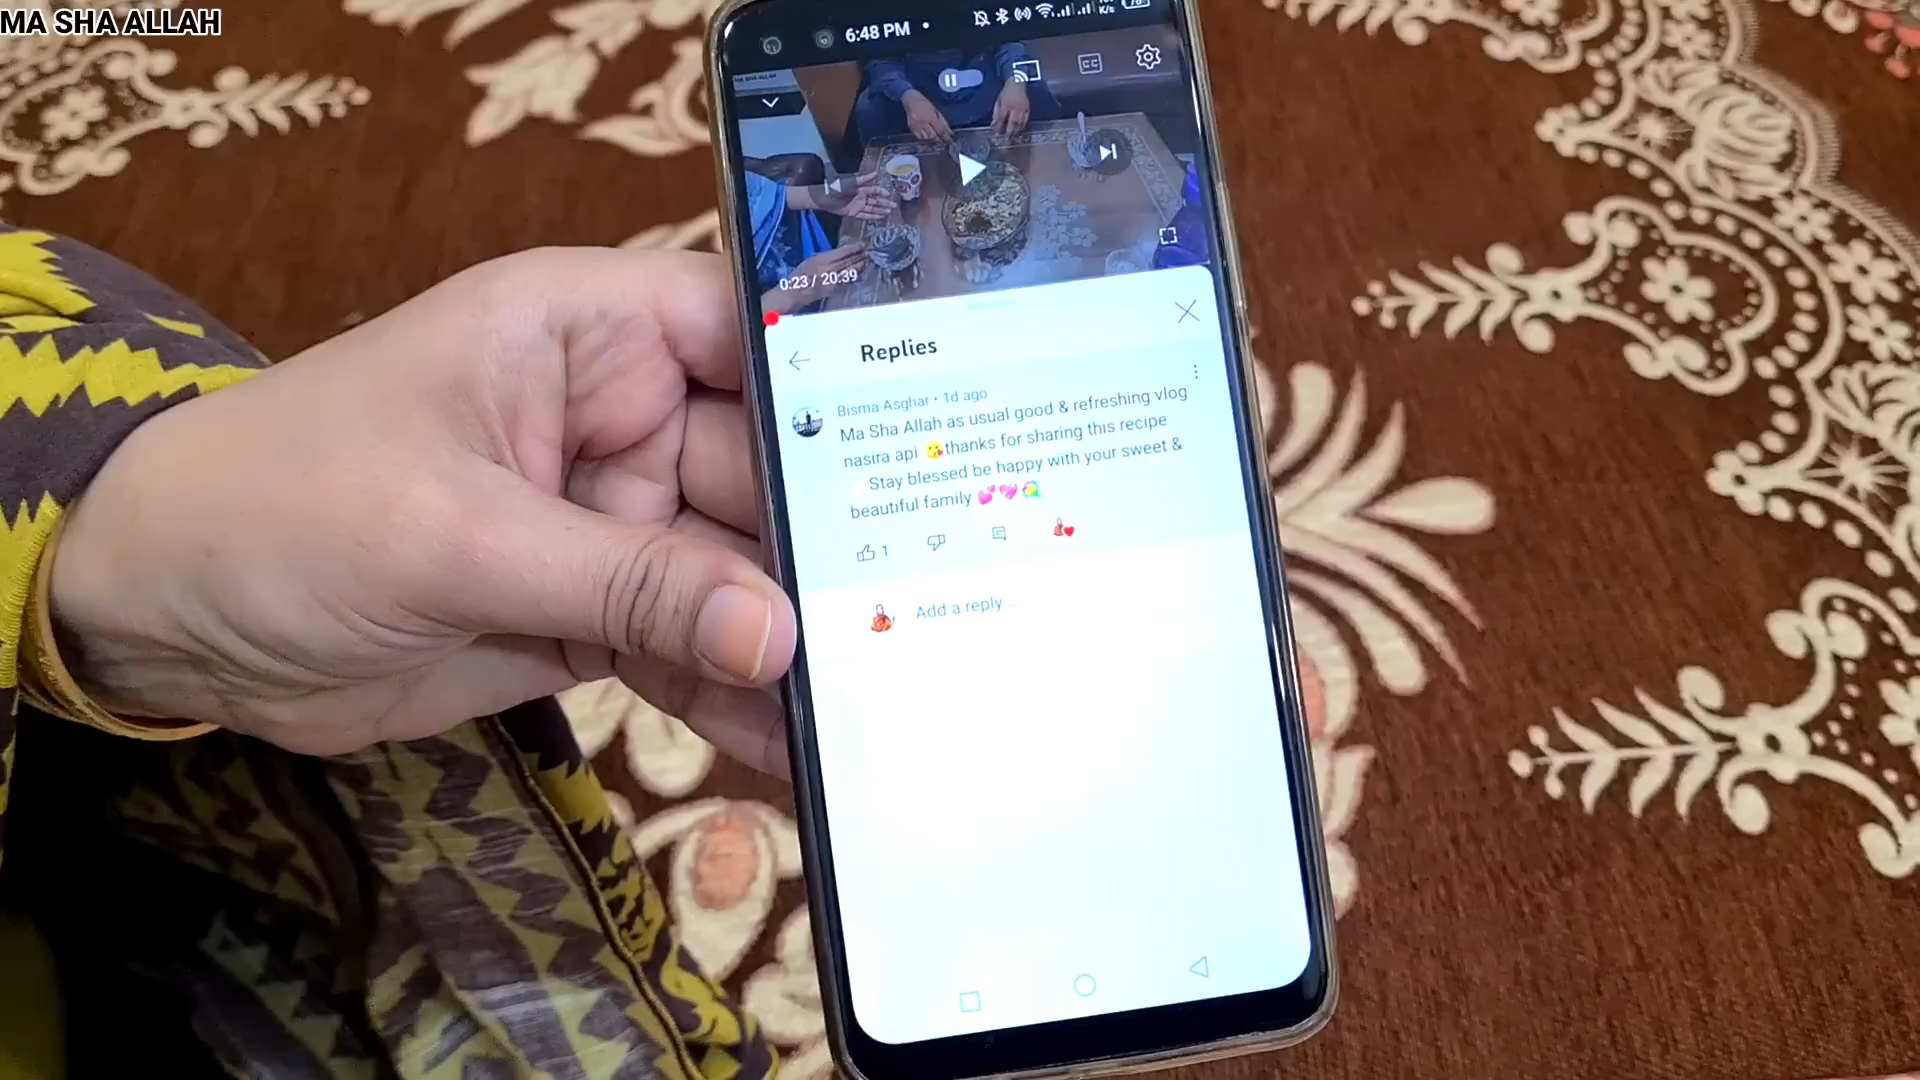 MA SHA ALLAH
6:48 PM
K/s
CC
0:23 / 20:39
Replies
Bisma Asghar • 1d ago
Ma Sha Allah as usual good & refreshing vlog
nasira api 😘thanks for sharing this recipe
Stay blessed be happy with your sweet &
beautiful family 💕💖💐
1
Add a reply...